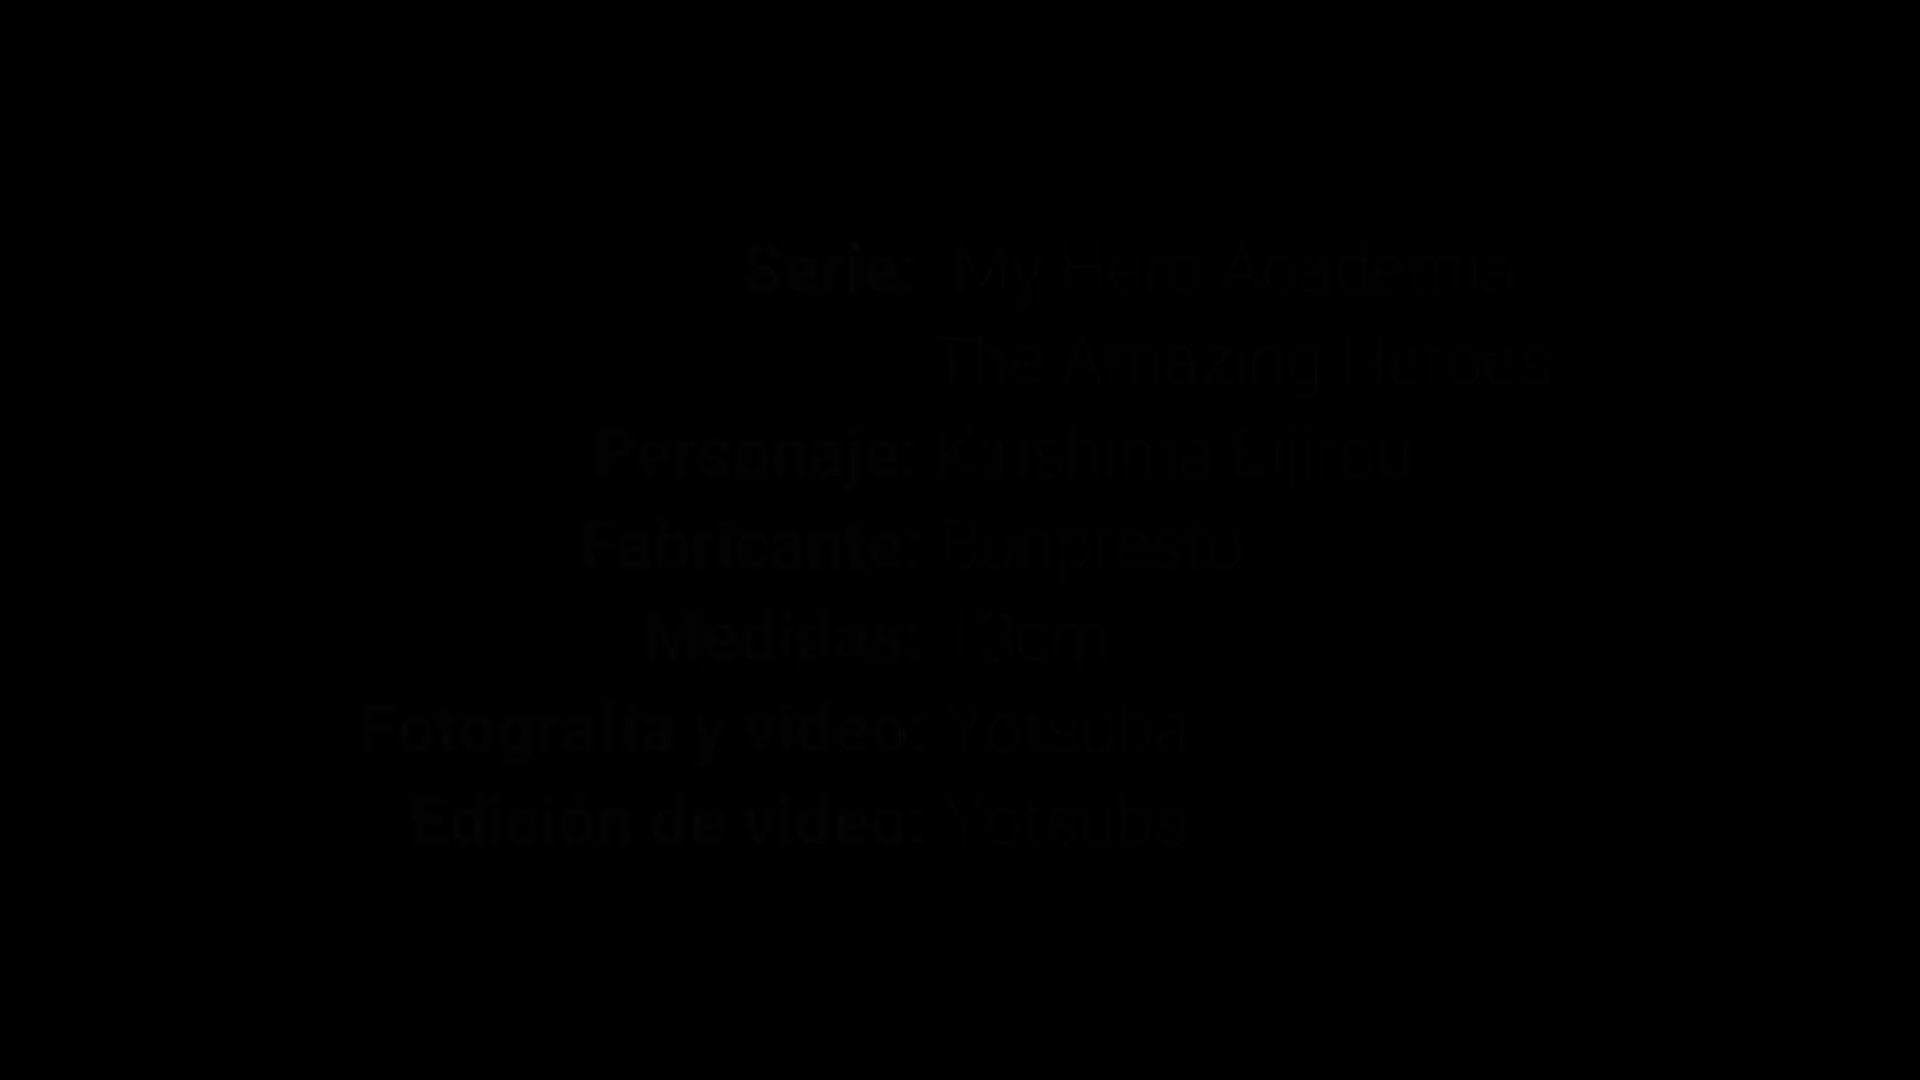 Serie: My Hero Academia
The Amazing Heroes
Personaje: Kirishima Eijirou
Fabricante: Banpresto
Medidas: 13cm
Fotografía y video: Yotsuba
Edición de video: Yotsuba